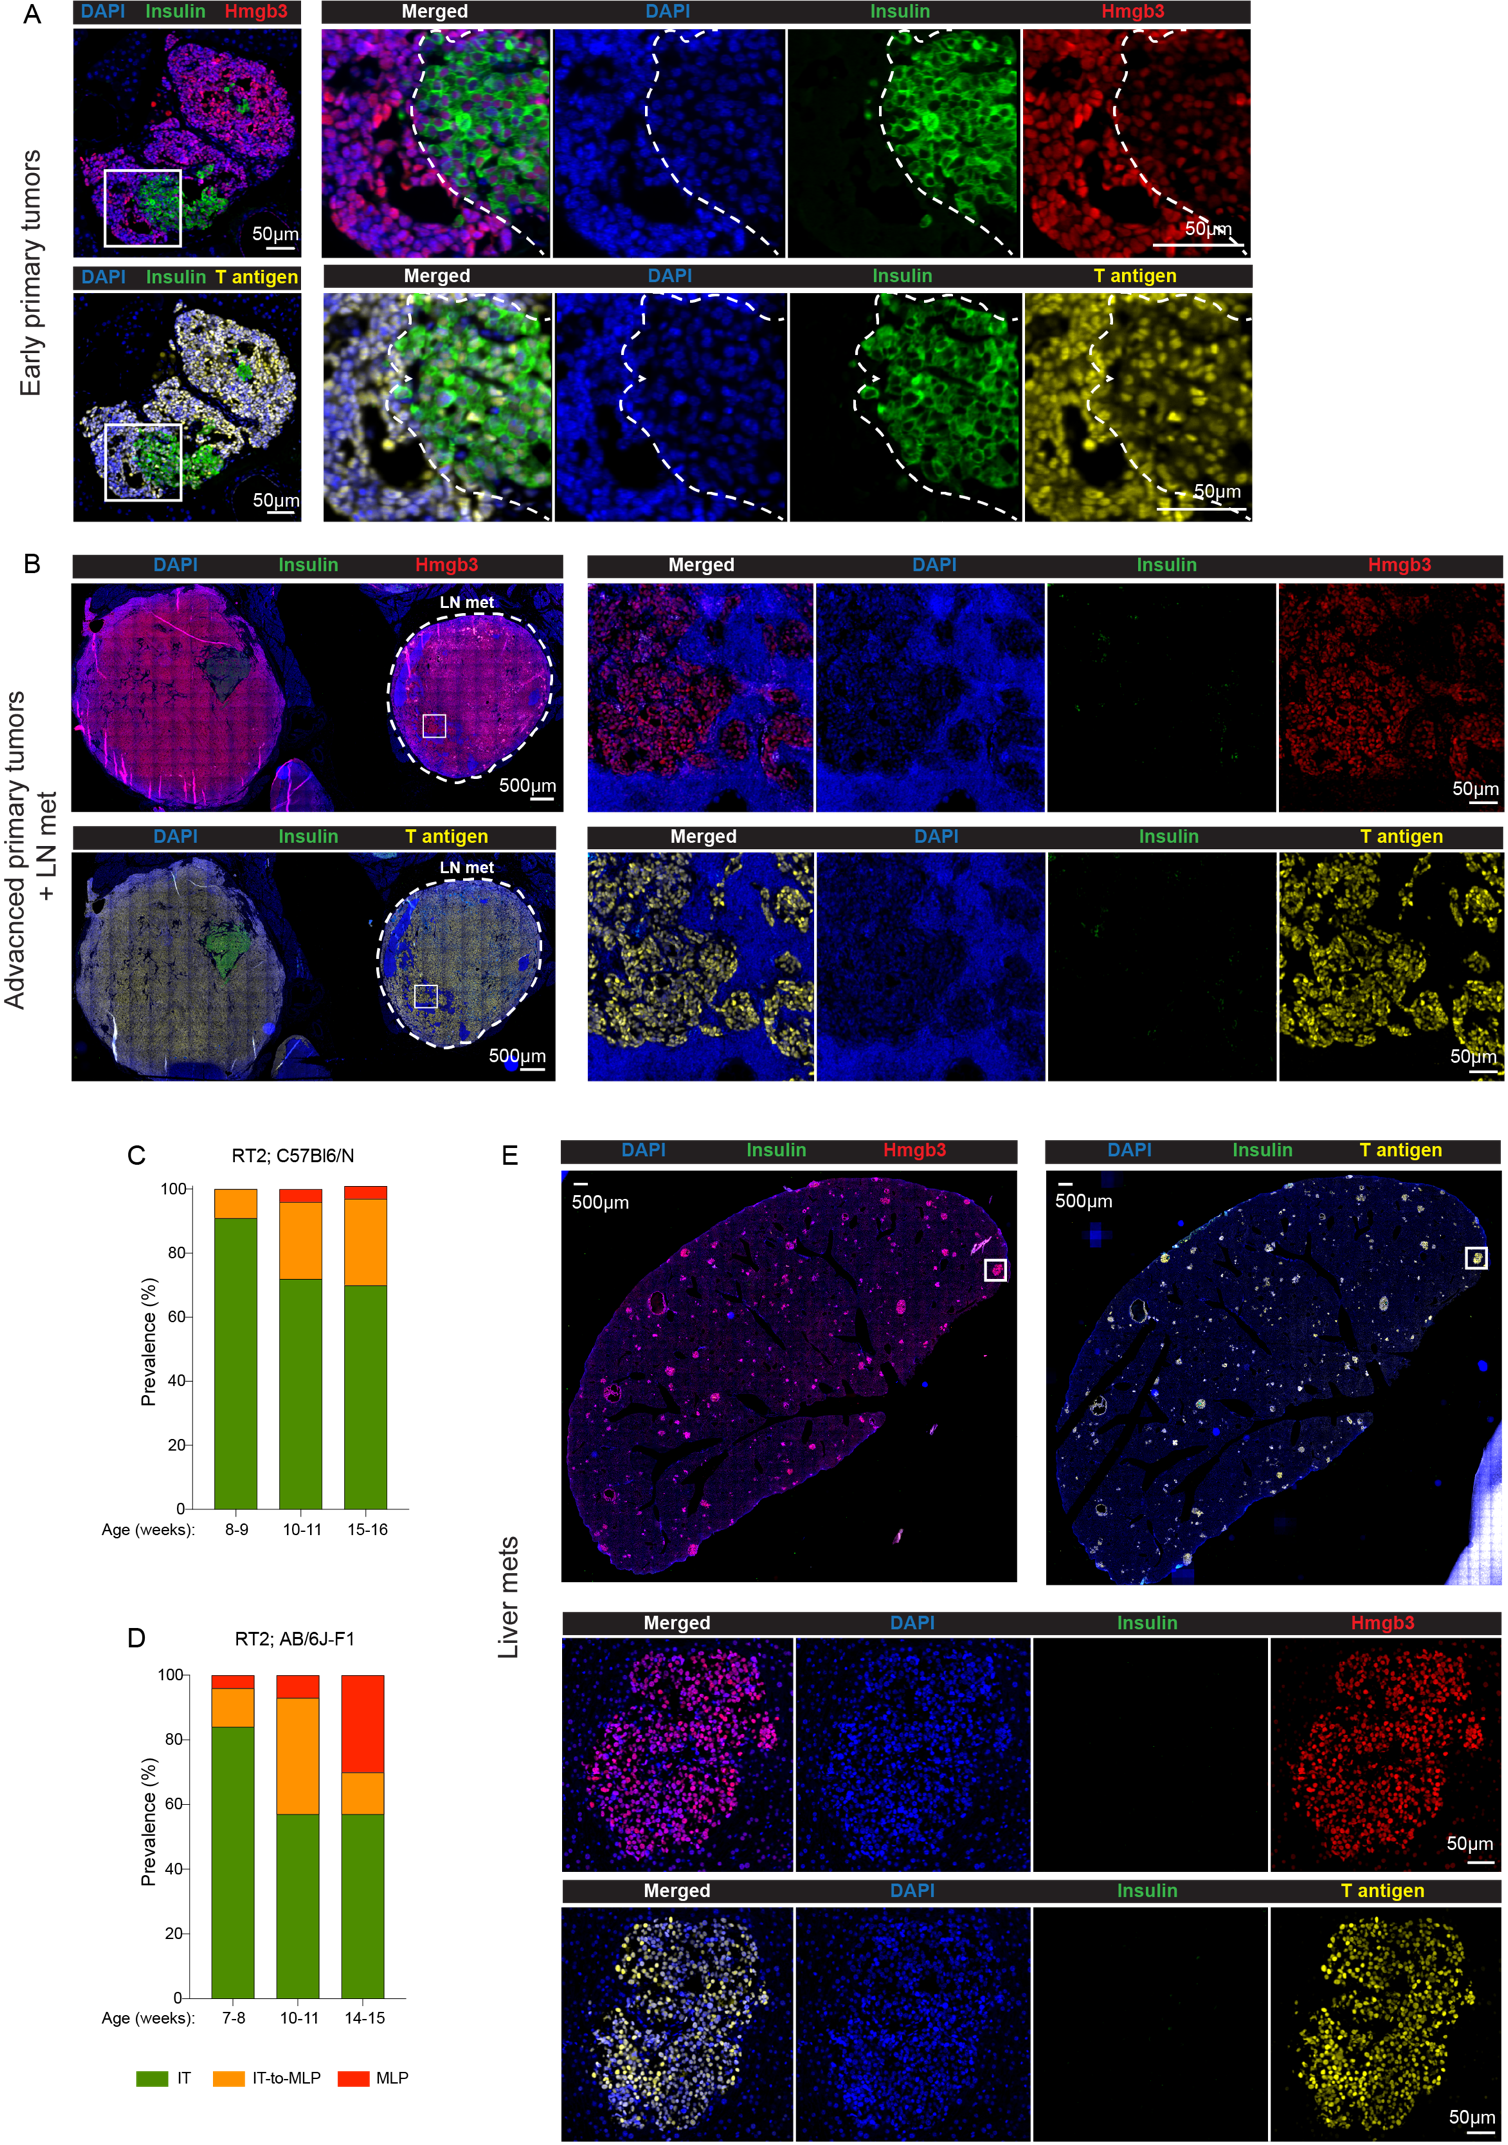 A
DAPI Insulin Hmgb3
Merged DAPI Insulin Hmgb3
50µm
50µm
DAPI Insulin T antigen
Merged DAPI Insulin T antigen
50µm
50µm
Early primary tumors
B
DAPI Insulin Hmgb3
Merged DAPI Insulin Hmgb3
LN met
500µm
50µm
DAPI Insulin T antigen
Merged DAPI Insulin T antigen
LN met
500µm
50µm
Advacnced primary tumors
+ LN met
C
RT2; C57Bl6/N
Prevalence (%)
100
80
60
40
20
0
Age (weeks): 8-9 10-11 15-16
D
RT2; AB/6J-F1
Prevalence (%)
100
80
60
40
20
0
Age (weeks): 7-8 10-11 14-15
IT IT-to-MLP MLP
E
DAPI Insulin Hmgb3
500µm
DAPI Insulin T antigen
500µm
Liver mets
Merged DAPI Insulin Hmgb3
50µm
Merged DAPI Insulin T antigen
50µm